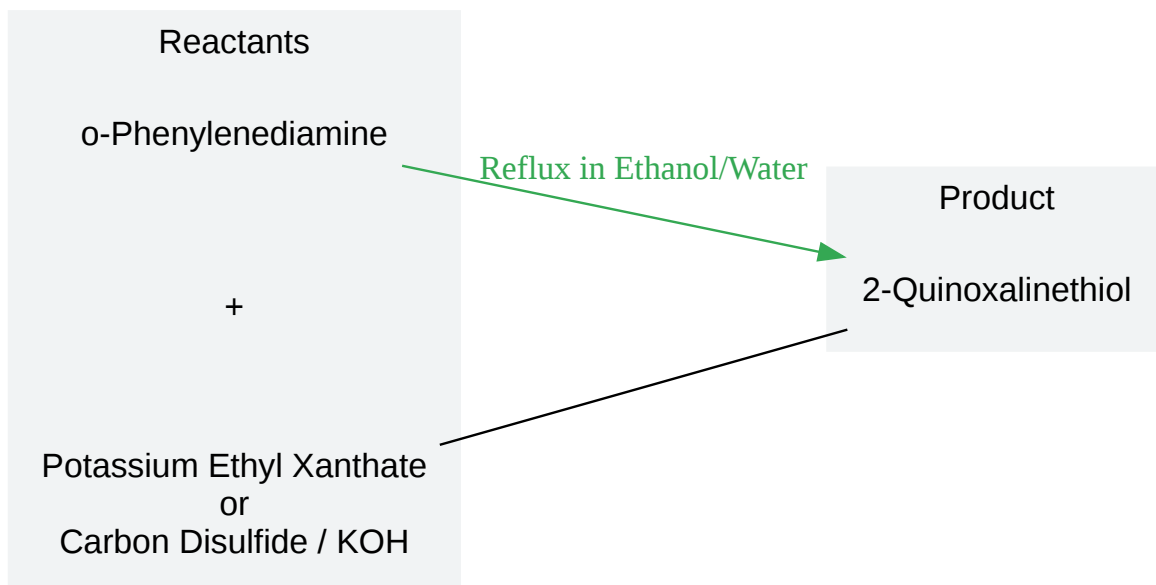 Reactants
o-Phenylenediamine
+
Potassium Ethyl Xanthate
or
Carbon Disulfide / KOH
Reflux in Ethanol/Water
Product
2-Quinoxalinethiol